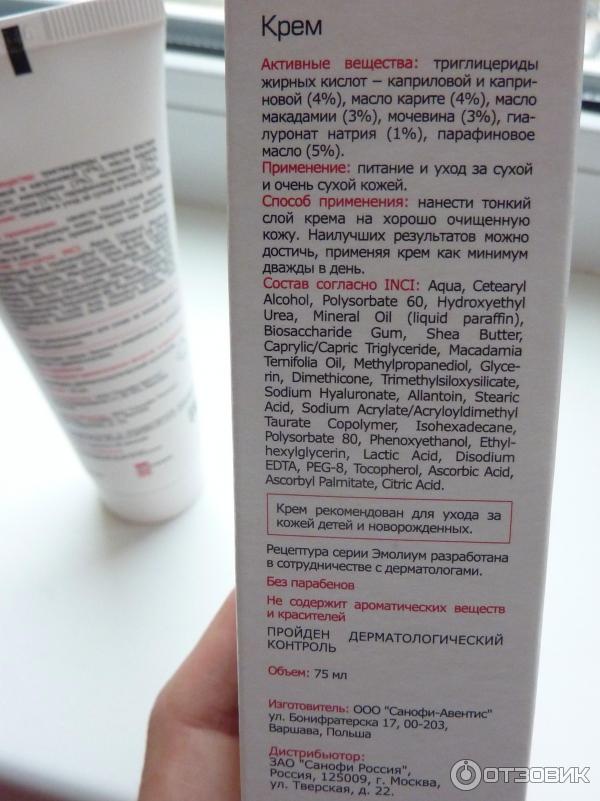 Крем
Активные вещества: триглицериды
жирных кислот – каприловой и капри-
новой (4%), масло карите (4%), масло
макадамии (3%), мочевина (3%), гиа-
луронат натрия (1%), парафиновое
масло (5%).
Применение: питание и уход за сухой
и очень сухой кожей.
Способ применения: нанести тонкий
слой крема на хорошо очищенную
кожу. Наилучших результатов можно
достичь, применяя крем как минимум
дважды в день.
Состав согласно INCI: Aqua, Cetearyl
Alcohol, Polysorbate 60, Hydroxyethyl
Urea, Mineral Oil (liquid paraffin),
Biosaccharide Gum, Shea Butter,
Caprylic/Capric Triglyceride, Macadamia
Ternifolia Oil, Methylpropanediol, Glyce-
rin, Dimethicone, Trimethylsiloxysilicate,
Sodium Hyaluronate, Allantoin, Stearic
Acid, Sodium Acrylate/Acryloyldimethyl
Taurate Copolymer, Isohexadecane,
Polysorbate 80, Phenoxyethanol, Ethyl-
hexylglycerin, Lactic Acid, Disodium
EDTA, PEG-8, Tocopherol, Ascorbic Acid,
Ascorbyl Palmitate, Citric Acid.
Крем рекомендован для ухода за
кожей детей и новорожденных.
Рецептура серии Эмолиум разработана
в сотрудничестве с дерматологами.
Без парабенов
Не содержит ароматических веществ
и красителей
ПРОЙДЕН ДЕРМАТОЛОГИЧЕСКИЙ
КОНТРОЛЬ
Объем: 75 мл
Изготовитель: ООО "Санофи-Авентис"
ул. Бонифратерска 17, 00-203,
Варшава, Польша
Дистрибьютор:
ЗАО "Санофи Россия",
Россия, 125009, г. Москва,
ул. Тверская, д. 22.
ОТЗОВИК